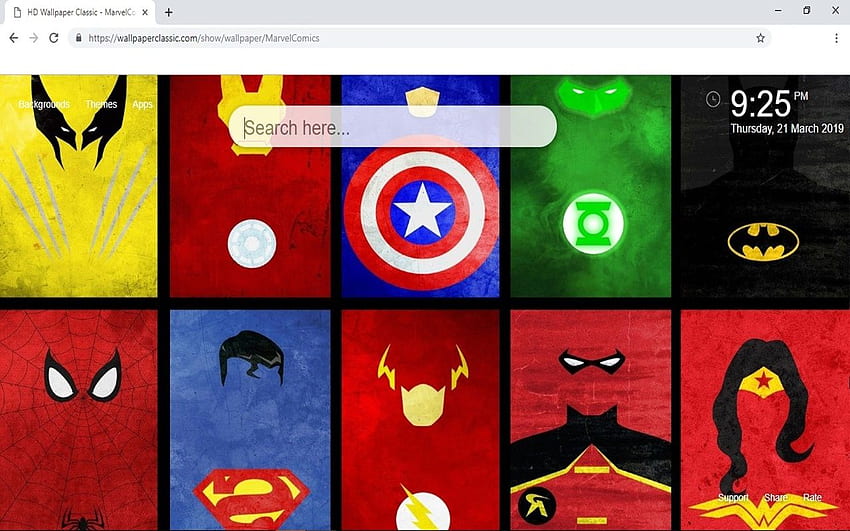 HD Wallpaper Classic - MarvelCo
https://wallpaperclassic.com/show/wallpaper/MarvelComics
Backgrounds Themes Apps
Search here...
9:25 PM
Thursday, 21 March 2019
Support Share Rate